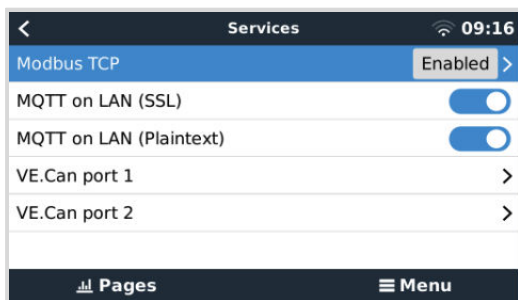 Services 09:16
Modbus TCP Enabled
MQTT on LAN (SSL)
MQTT on LAN (Plaintext)
VE.Can port 1
VE.Can port 2
Pages Menu